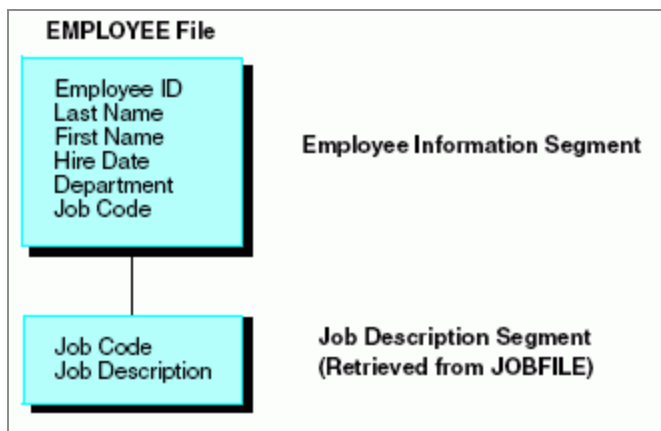 EMPLOYEE File
Employee ID
Last Name
First Name
Hire Date
Department
Job Code
Employee Information Segment
Job Code
Job Description
Job Description Segment
(Retrieved from JOBFILE)